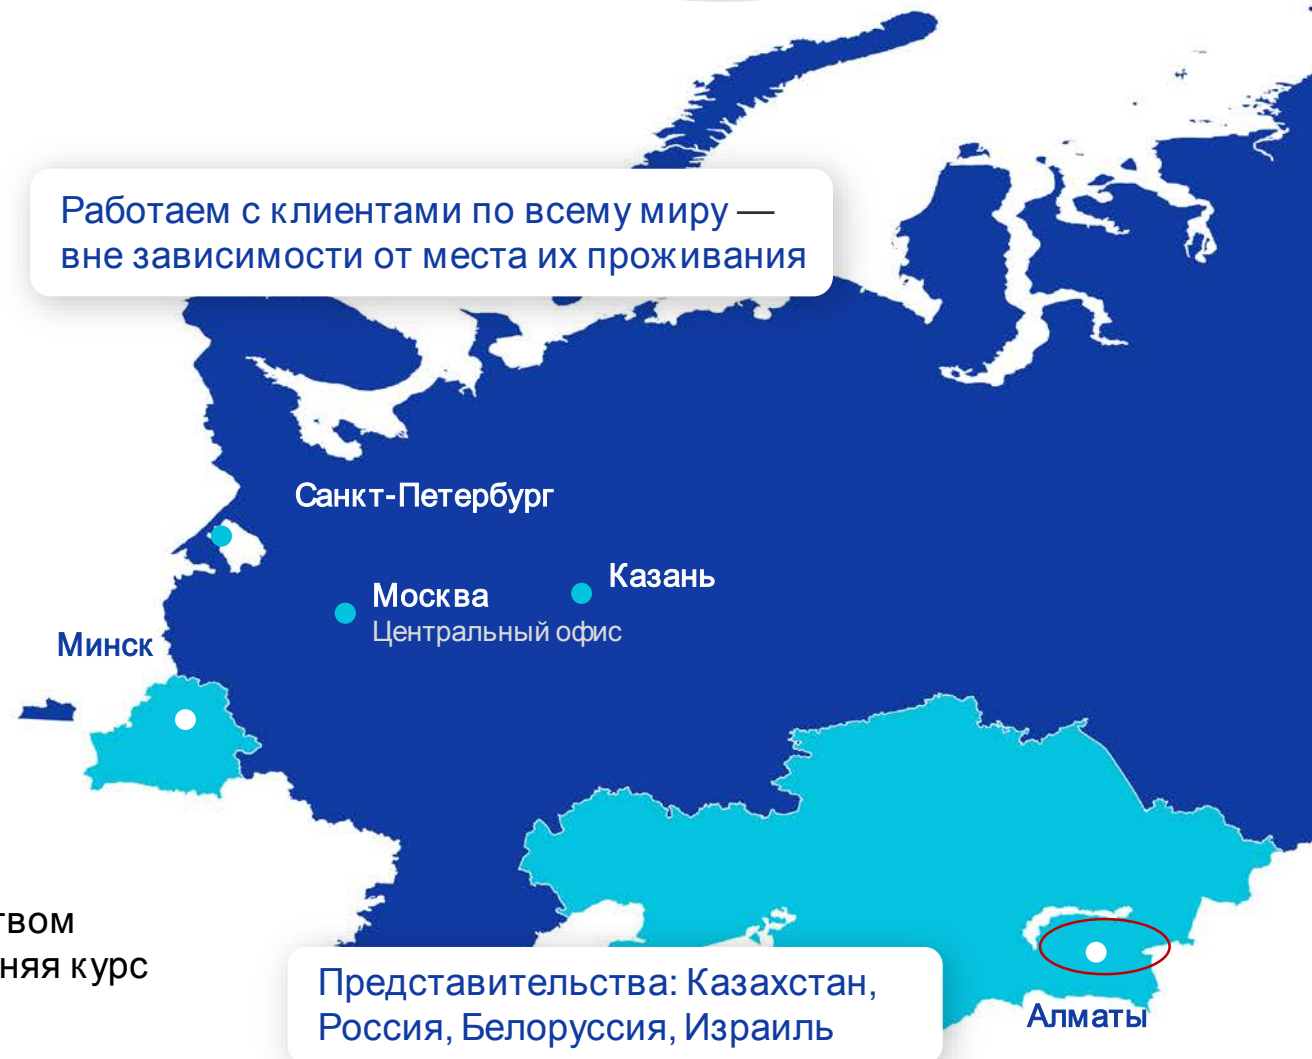 Работаем с клиентами по всему миру —
вне зависимости от места их проживания
Санкт-Петербург
Казань
Москва
Центральный офис
Минск
няя курс
Представительства: Казахстан,
Россия, Белоруссия, Израиль
Алматы